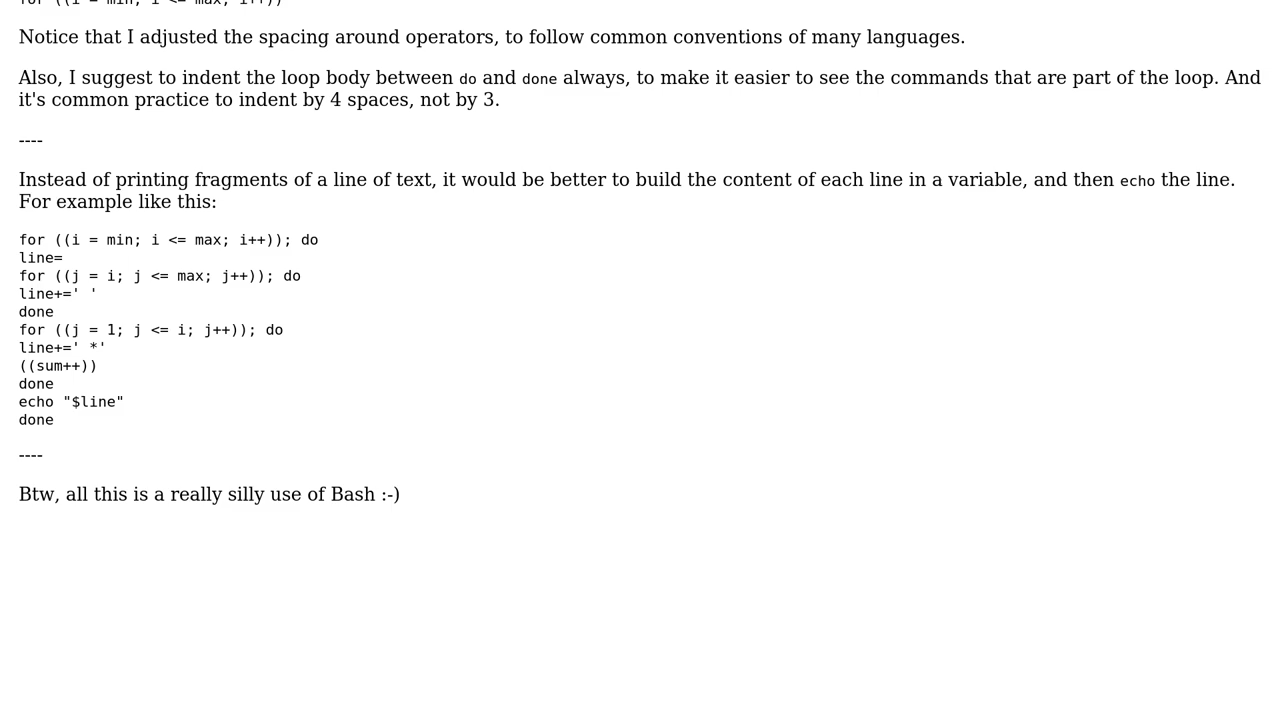 for ((i = min; i <= max; i++))
Notice that I adjusted the spacing around operators, to follow common conventions of many languages.
Also, I suggest to indent the loop body between do and done always, to make it easier to see the commands that are part of the loop. And
it's common practice to indent by 4 spaces, not by 3.
----
Instead of printing fragments of a line of text, it would be better to build the content of each line in a variable, and then echo the line.
For example like this:
for ((i = min; i <= max; i++)); do
line=
for ((j = i; j <= max; j++)); do
line+=' '
done
for ((j = 1; j <= i; j++)); do
line+=' *'
((sum++))
done
echo "$line"
done
----
Btw, all this is a really silly use of Bash :-)